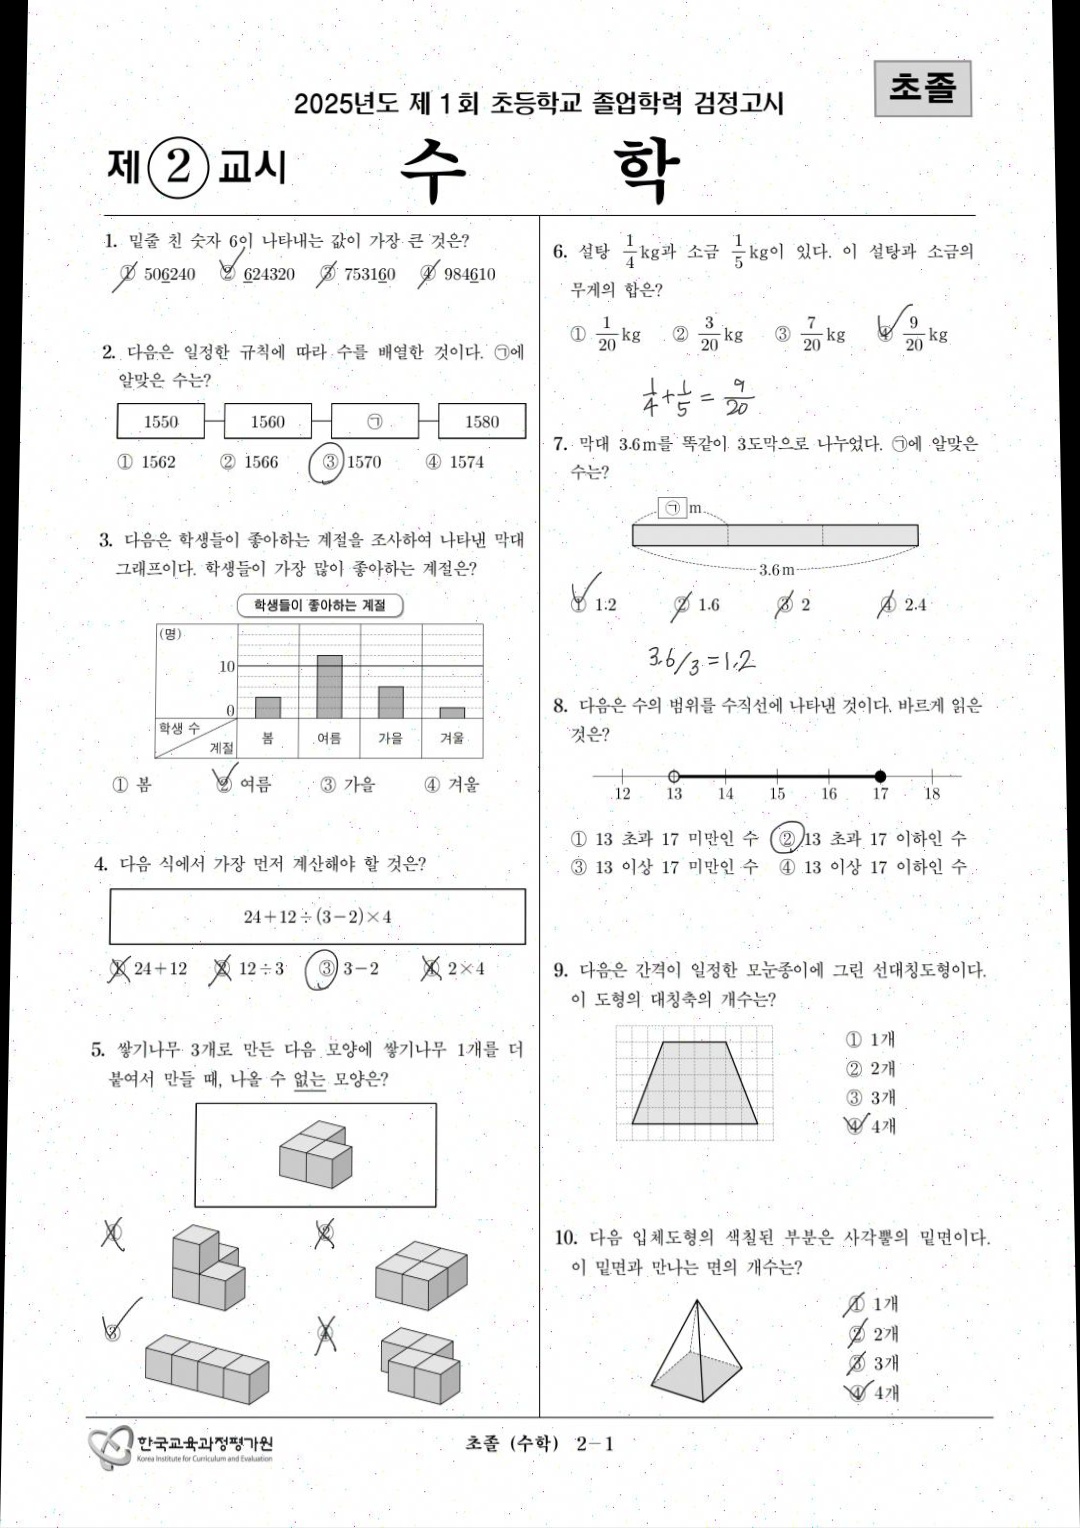 초졸
2025년도 제 1 회 초등학교 졸업학력 검정고시
제 ② 교시 수 학
1. 밑줄 친 숫자 6이 나타내는 값이 가장 큰 것은?
① 506240 ② 624320 ③ 753160 ④ 984610
2. 다음은 일정한 규칙에 따라 수를 배열한 것이다. ㉠에
알맞은 수는?
1550 1560 ㉠ 1580
① 1562 ② 1566 ③ 1570 ④ 1574
3. 다음은 학생들이 좋아하는 계절을 조사하여 나타낸 막대
그래프이다. 학생들이 가장 많이 좋아하는 계절은?
학생들이 좋아하는 계절
(명)
10
0
학생 수
계절
봄 여름 가을 겨울
① 봄 ② 여름 ③ 가을 ④ 겨울
4. 다음 식에서 가장 먼저 계산해야 할 것은?
24+12÷(3-2)×4
① 24+12 ② 12÷3 ③ 3-2 ④ 2×4
5. 쌓기나무 3개로 만든 다음 모양에 쌓기나무 1개를 더
붙여서 만들 때, 나올 수 없는 모양은?
① ②
③ ④
6. 설탕 1/4 kg과 소금 1/5 kg이 있다. 이 설탕과 소금의
무게의 합은?
① 1/20 kg ② 3/20 kg ③ 7/20 kg ④ 9/20 kg
1/4+1/5=9/20
7. 막대 3.6m를 똑같이 3도막으로 나누었다. ㉠에 알맞은
수는?
㉠ m
3.6m
① 1.2 ② 1.6 ③ 2 ④ 2.4
3.6/3=1.2
8. 다음은 수의 범위를 수직선에 나타낸 것이다. 바르게 읽은
것은?
12 13 14 15 16 17 18
① 13 초과 17 미만인 수 ② 13 초과 17 이하인 수
③ 13 이상 17 미만인 수 ④ 13 이상 17 이하인 수
9. 다음은 간격이 일정한 모눈종이에 그린 선대칭도형이다.
이 도형의 대칭축의 개수는?
① 1개
② 2개
③ 3개
④ 4개
10. 다음 입체도형의 색칠된 부분은 사각뿔의 밑면이다.
이 밑면과 만나는 면의 개수는?
① 1개
② 2개
③ 3개
④ 4개
한국교육과정평가원
Korea Institute for Curriculum and Evaluation
초졸 (수학) 2-1